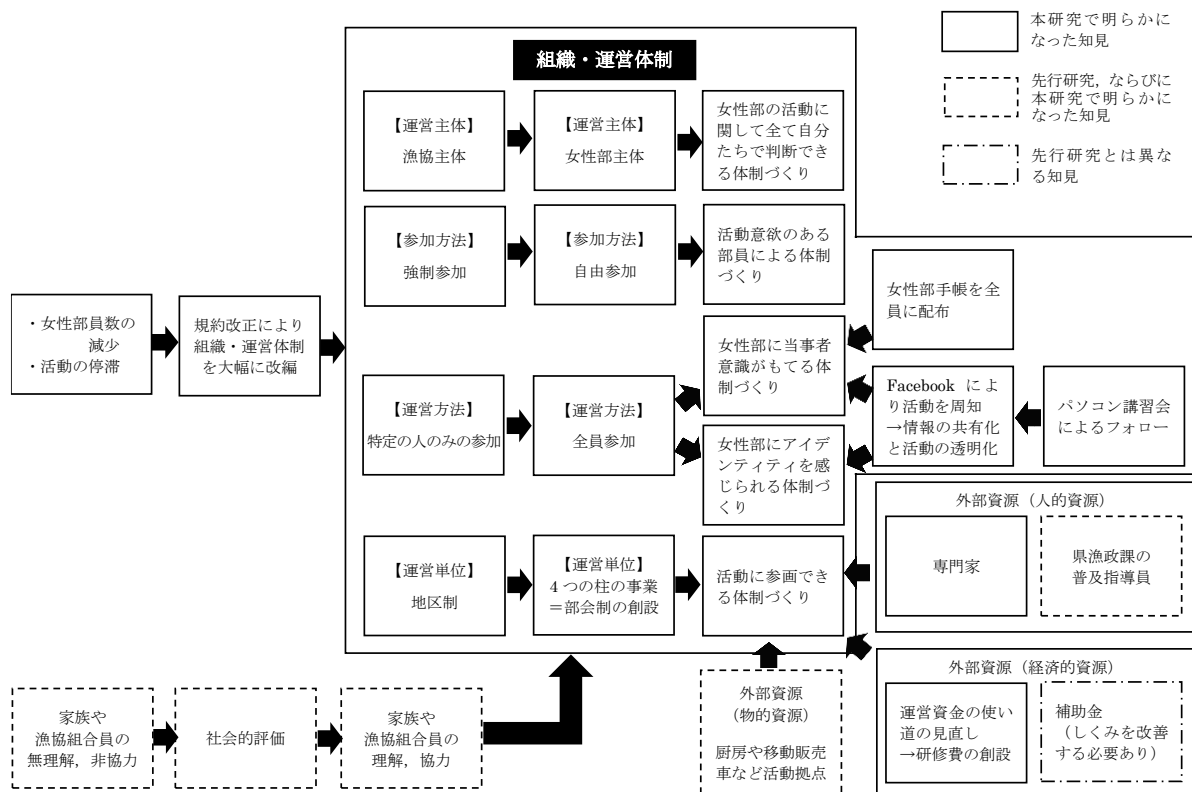 組織・運営体制
本研究で明らかに
なった知見
先行研究，ならびに
本研究で明らかに
なった知見
先行研究とは異な
る知見
【運営主体】
漁協主体
【運営主体】
女性部主体
女性部の活動に
関して全て自分
たちで判断でき
る体制づくり
【参加方法】
強制参加
【参加方法】
自由参加
活動意欲のある
部員による体制
づくり
・女性部員数の
減少
・活動の停滞
規約改正により
組織・運営体制
を大幅に改編
【運営方法】
特定の人のみの参加
【運営方法】
全員参加
女性部に当事者
意識がもてる体
制づくり
女性部にアイデ
ンティティを感
じられる体制づ
くり
女性部手帳を全
員に配布
Facebook によ
り活動を周知
→情報の共有化
と活動の透明化
パソコン講習会
によるフォロー
【運営単位】
地区制
【運営単位】
4 つの柱の事業
＝部会制の創設
活動に参画でき
る体制づくり
外部資源（人的資源）
専門家
県漁政課の
普及指導員
外部資源（経済的資源）
運営資金の使い
道の見直し
→研修費の創設
補助金
（しくみを改善
する必要あり）
外部資源
（物的資源）
厨房や移動販売
車など活動拠点
家族や
漁協組合員の
無理解，非協力
社会的評価
家族や
漁協組合員の
理解，協力